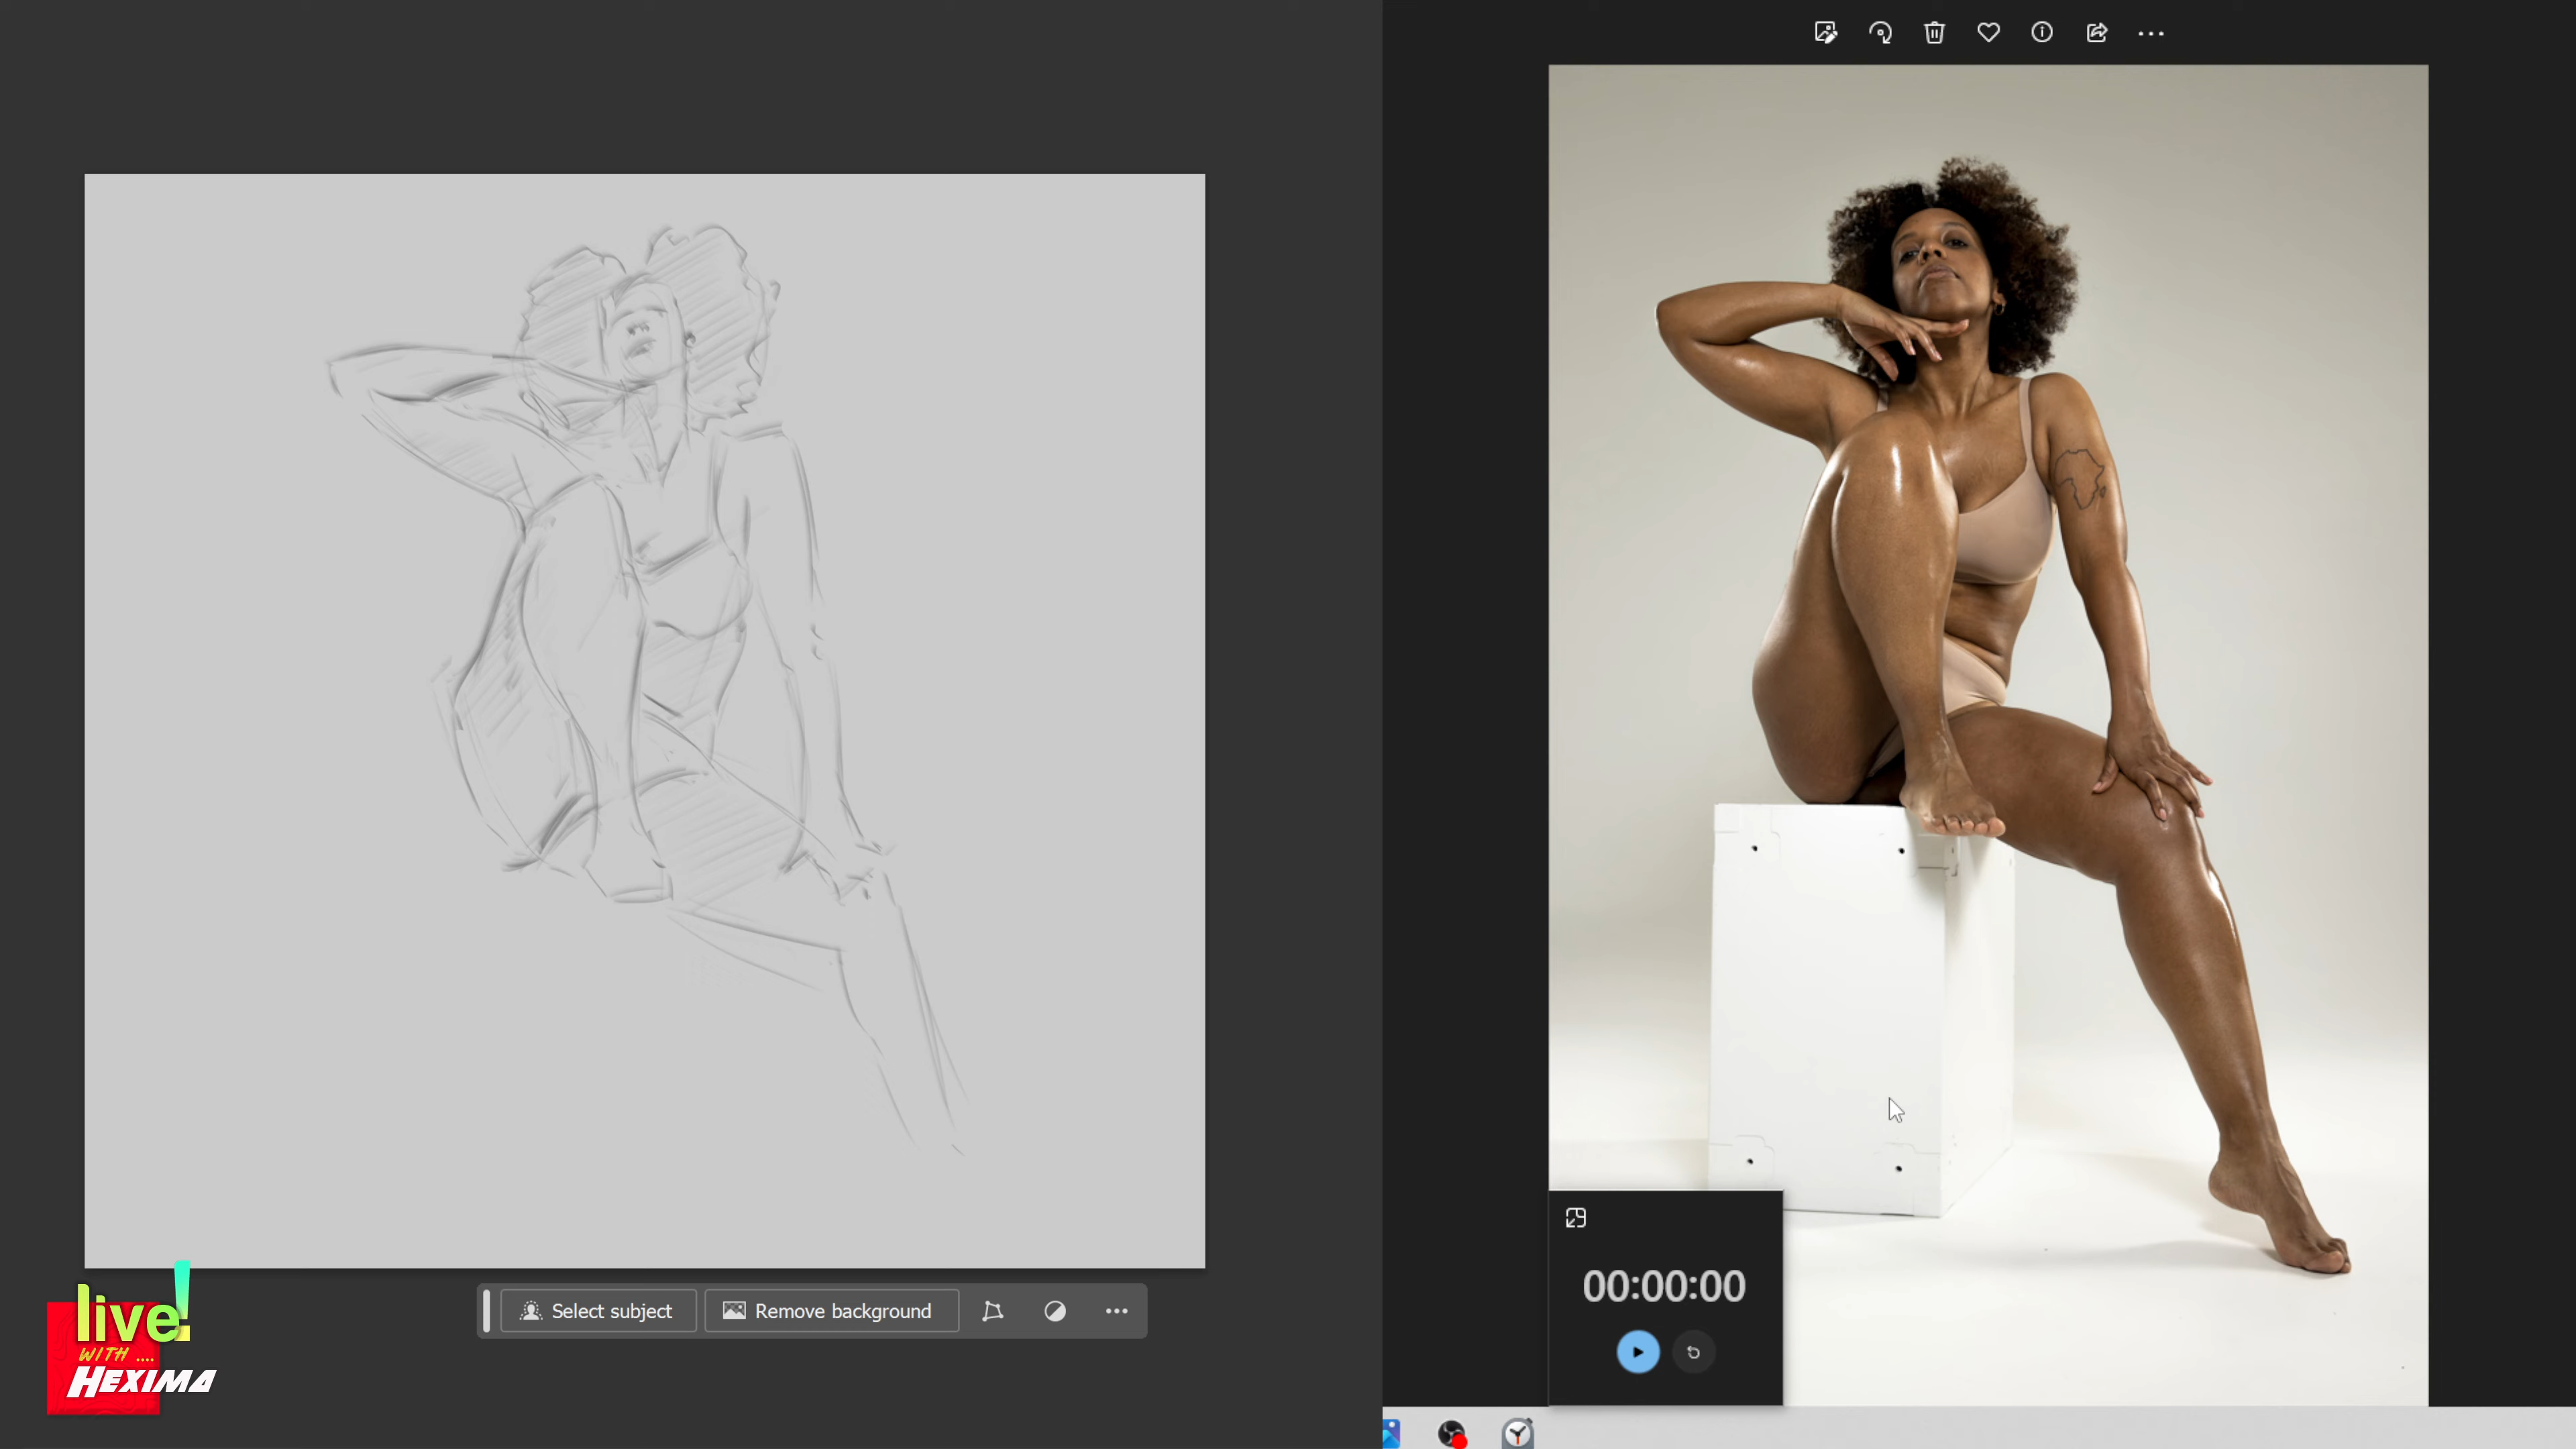 Select subject
Remove background
live!
WITH ....
HEXIMA
00:00:00